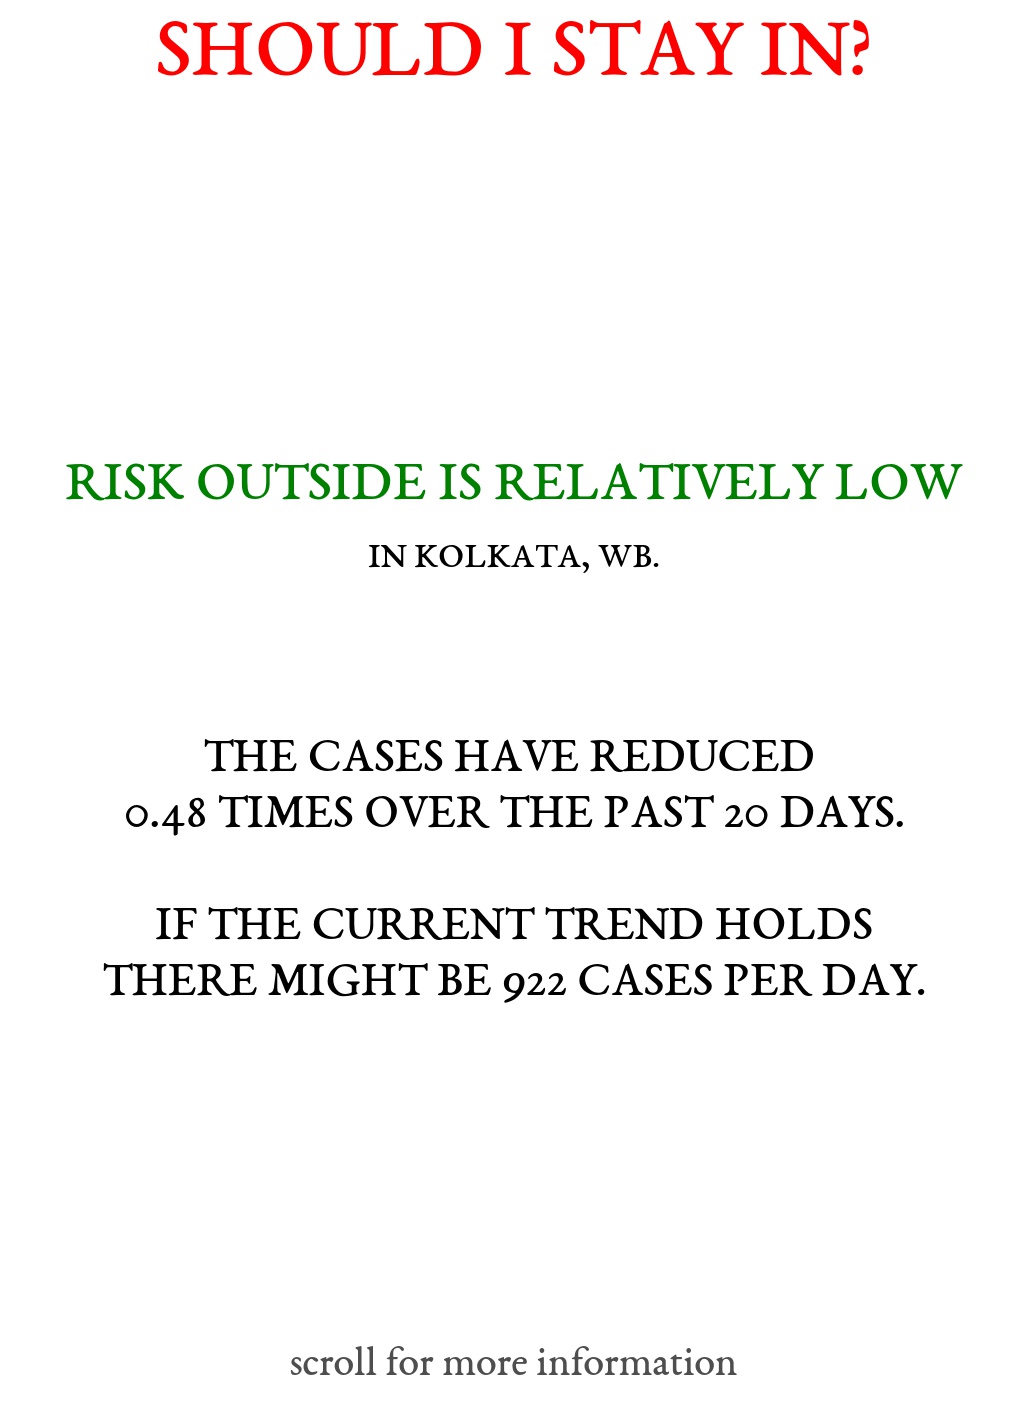 SHOULD I STAY IN?
RISK OUTSIDE IS RELATIVELY LOW
IN KOLKATA, WB.
THE CASES HAVE REDUCED
0.48 TIMES OVER THE PAST 20 DAYS.
IF THE CURRENT TREND HOLDS
THERE MIGHT BE 922 CASES PER DAY.
scroll for more information